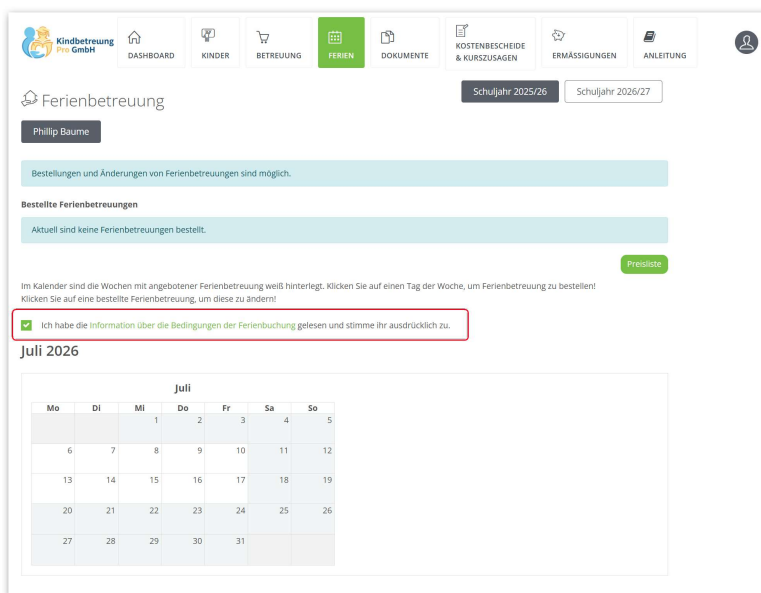 Kindbetreung
Pro GmbH
DASHBOARD
KINDER
BETREUUNG
FERIEN
DOKUMENTE
KOSTENBESCHEIDE
& KURSZUSAGEN
ERMÄSSIGUNGEN
ANLEITUNG
Ferienbetreuung
Schuljahr 2025/26
Schuljahr 2026/27
Phillip Baume
Bestellungen und Änderungen von Ferienbetreuungen sind möglich.
Bestellte Ferienbetreuungen
Aktuell sind keine Ferienbetreuungen bestellt.
Preisliste
Im Kalender sind die Wochen mit angebotener Ferienbetreuung weiß hinterlegt. Klicken Sie auf einen Tag der Woche, um Ferienbetreuung zu bestellen!
Klicken Sie auf eine bestellte Ferienbetreuung, um diese zu ändern!
Ich habe die Information über die Bedingungen der Ferienbuchung gelesen und stimme ihr ausdrücklich zu.
Juli 2026
Juli
Mo Di Mi Do Fr Sa So
1 2 3 4 5
6 7 8 9 10 11 12
13 14 15 16 17 18 19
20 21 22 23 24 25 26
27 28 29 30 31